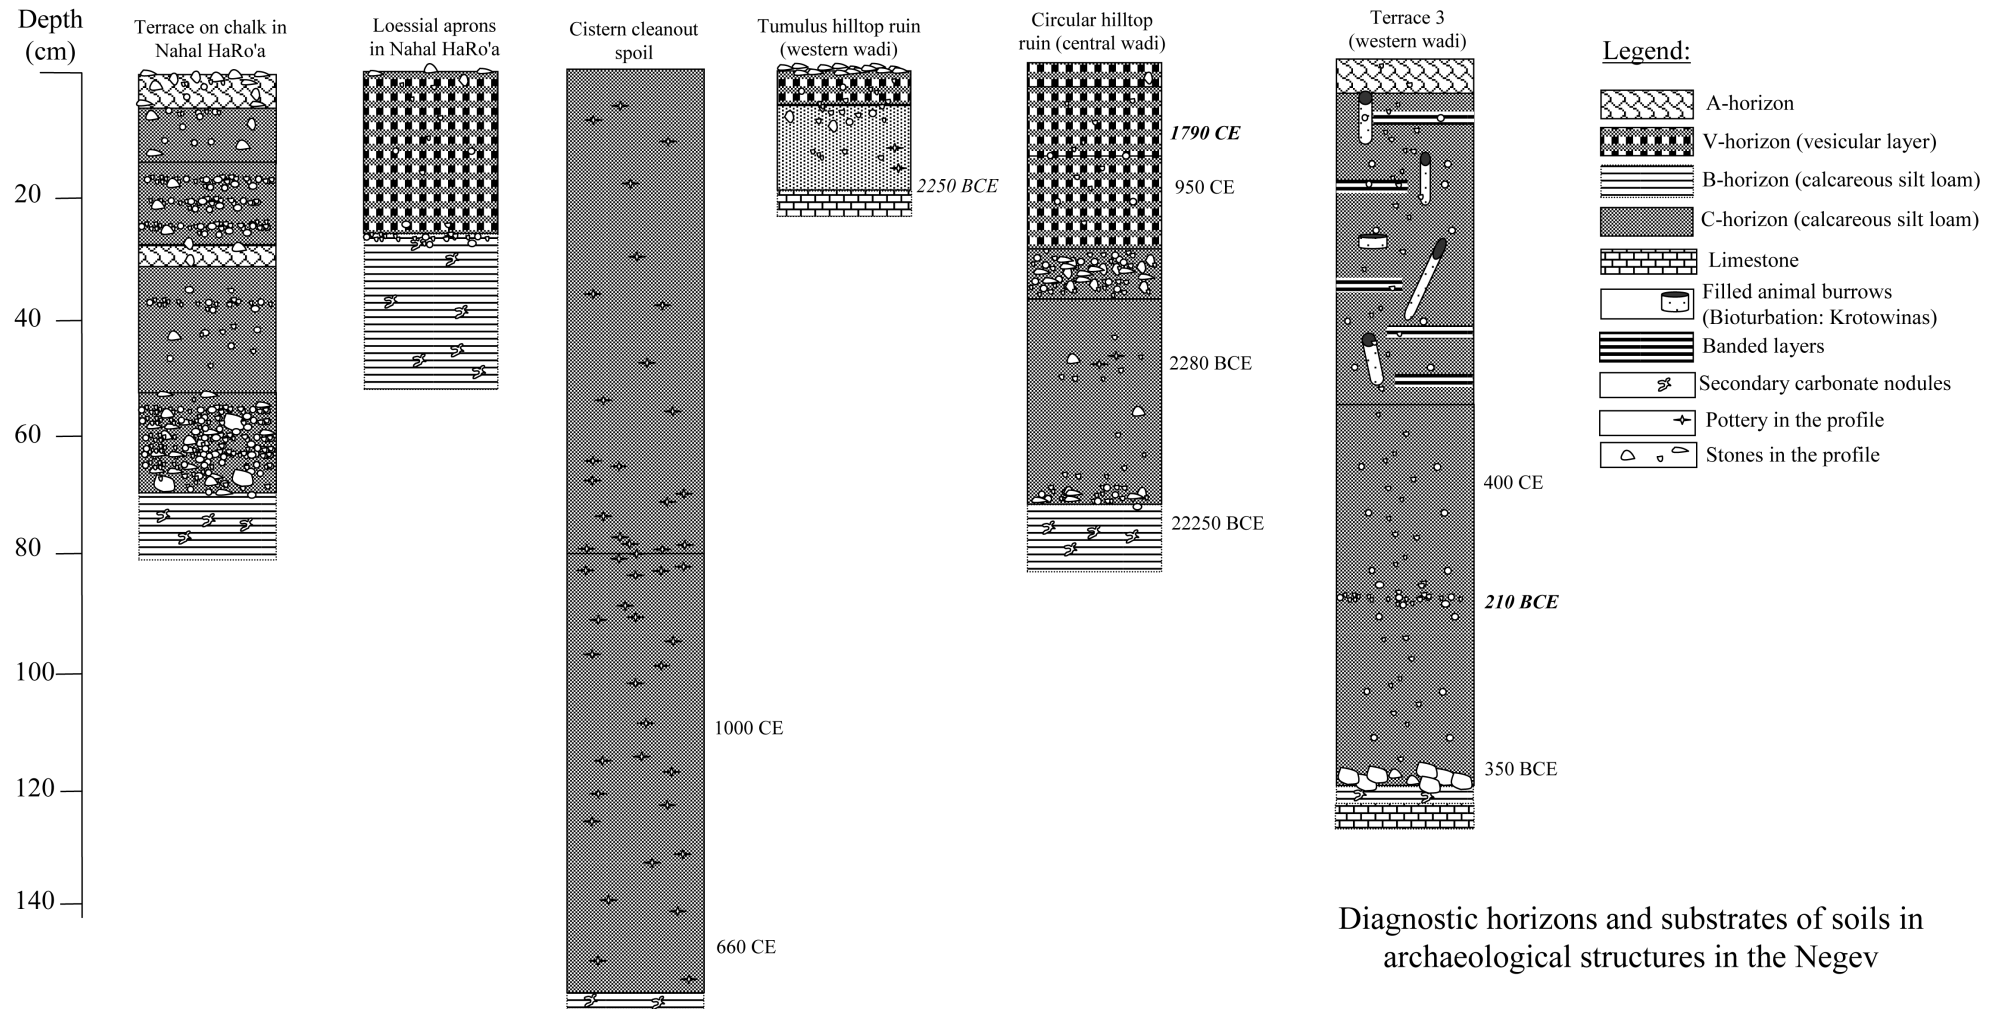 Depth
(cm)
20
40
60
80
100
120
140
Terrace on chalk in
Nahal HaRo'a
Loessial aprons
in Nahal HaRo'a
Cistern cleanout
spoil
1000 CE
660 CE
Tumulus hilltop ruin
(western wadi)
2250 BCE
Circular hilltop
ruin (central wadi)
1790 CE
950 CE
2280 BCE
22250 BCE
Terrace 3
(western wadi)
400 CE
210 BCE
350 BCE
Legend:
A-horizon
V-horizon (vesicular layer)
B-horizon (calcareous silt loam)
C-horizon (calcareous silt loam)
Limestone
Filled animal burrows
(Bioturbation: Krotowinas)
Banded layers
Secondary carbonate nodules
Pottery in the profile
Stones in the profile
Diagnostic horizons and substrates of soils in
archaeological structures in the Negev